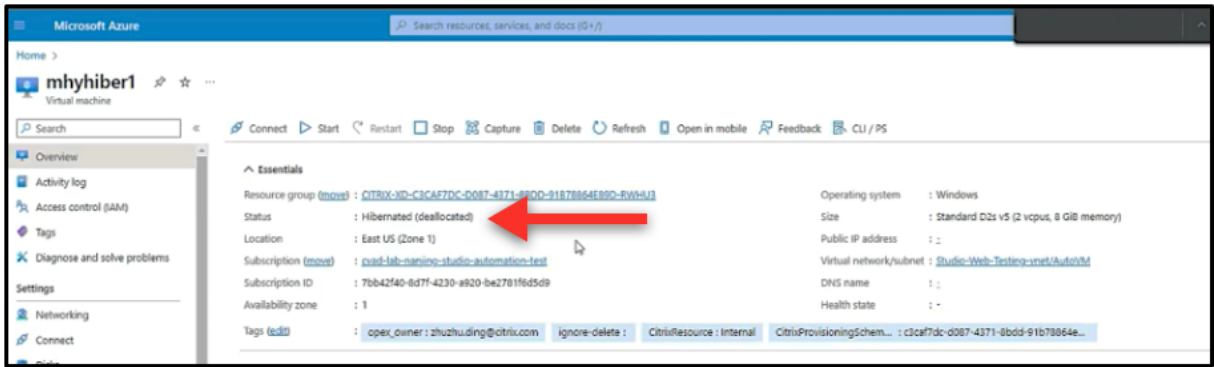 Microsoft Azure
Search resources, services, and docs (G+/)
Home >
mhyhiber1
Virtual machine
Search
Connect Start Restart Stop Capture Delete Refresh Open in mobile Feedback CLI / PS
Overview
Activity log
Access control (IAM)
Tags
Diagnose and solve problems
Settings
Networking
Connect
Essentials
Resource group (move) : CITRIX-XD-C3CAF7DC-D087-4371-8BDD-91B78864E89D-RWHU3
Status : Hibernated (deallocated)
Location : East US (Zone 1)
Subscription (move) : cvad-lab-nanjing-studio-automation-test
Subscription ID : 7bb42f40-8d7f-4230-a920-be2781f6d5d9
Availability zone : 1
Operating system : Windows
Size : Standard D2s v5 (2 vcpus, 8 GiB memory)
Public IP address : -
Virtual network/subnet : Studio-Web-Testing-vnet/AutoVM
DNS name : -
Health state : -
Tags (edit) : opex_owner : zhuzhu.ding@citrix.com ignore-delete : CitrixResource : Internal CitrixProvisioningSchem... : c3caf7dc-d087-4371-8bdd-91b78864e...